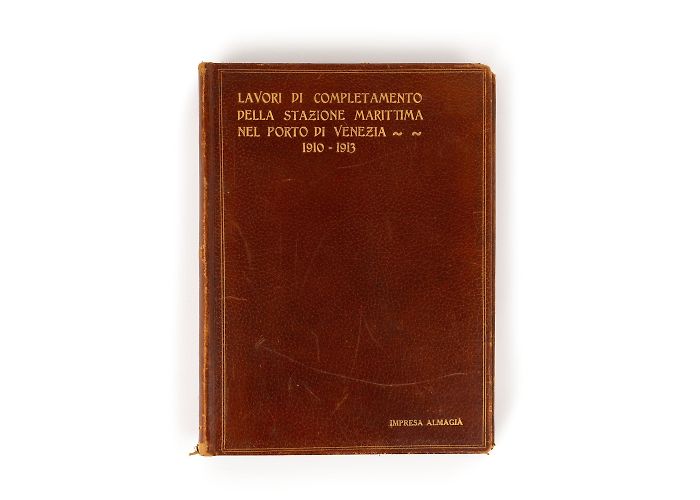 LAVORI DI COMPLETAMENTO
DELLA STAZIONE MARITTIMA
NEL PORTO DI VENEZIA ~ ~
1910 - 1913
IMPRESA ALMAGIÀ